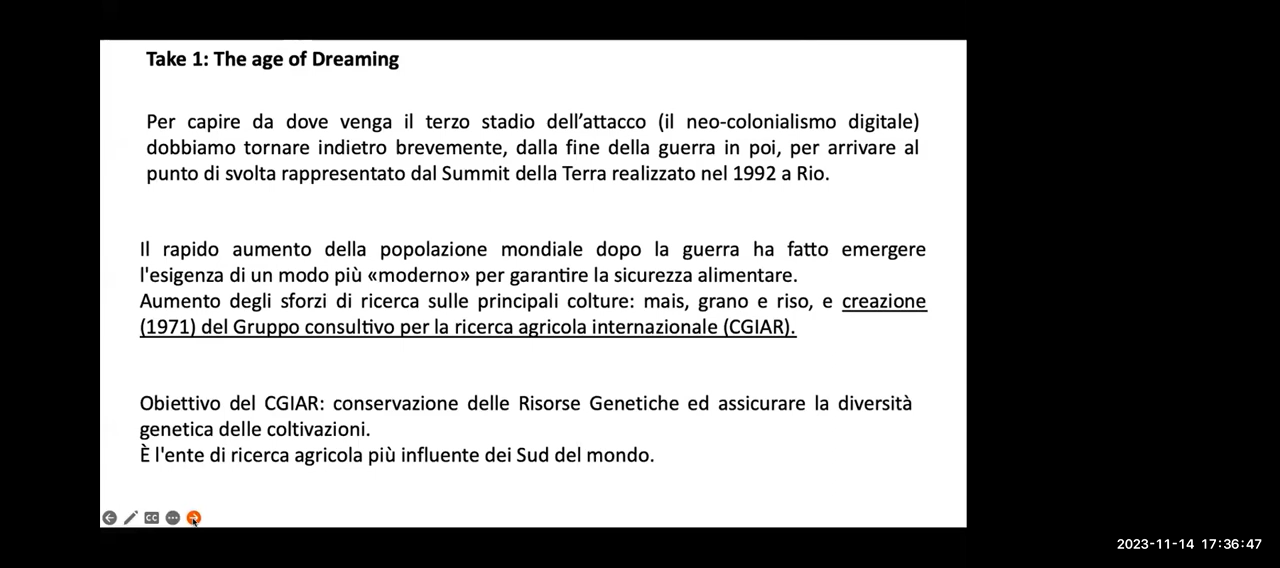 Take 1: The age of Dreaming
Per capire da dove venga il terzo stadio dell’attacco (il neo-colonialismo digitale)
dobbiamo tornare indietro brevemente, dalla fine della guerra in poi, per arrivare al
punto di svolta rappresentato dal Summit della Terra realizzato nel 1992 a Rio.
Il rapido aumento della popolazione mondiale dopo la guerra ha fatto emergere
l'esigenza di un modo più «moderno» per garantire la sicurezza alimentare.
Aumento degli sforzi di ricerca sulle principali colture: mais, grano e riso, e creazione
(1971) del Gruppo consultivo per la ricerca agricola internazionale (CGIAR).
Obiettivo del CGIAR: conservazione delle Risorse Genetiche ed assicurare la diversità
genetica delle coltivazioni.
È l'ente di ricerca agricola più influente dei Sud del mondo.
CC
2023-11-14 17:36:47